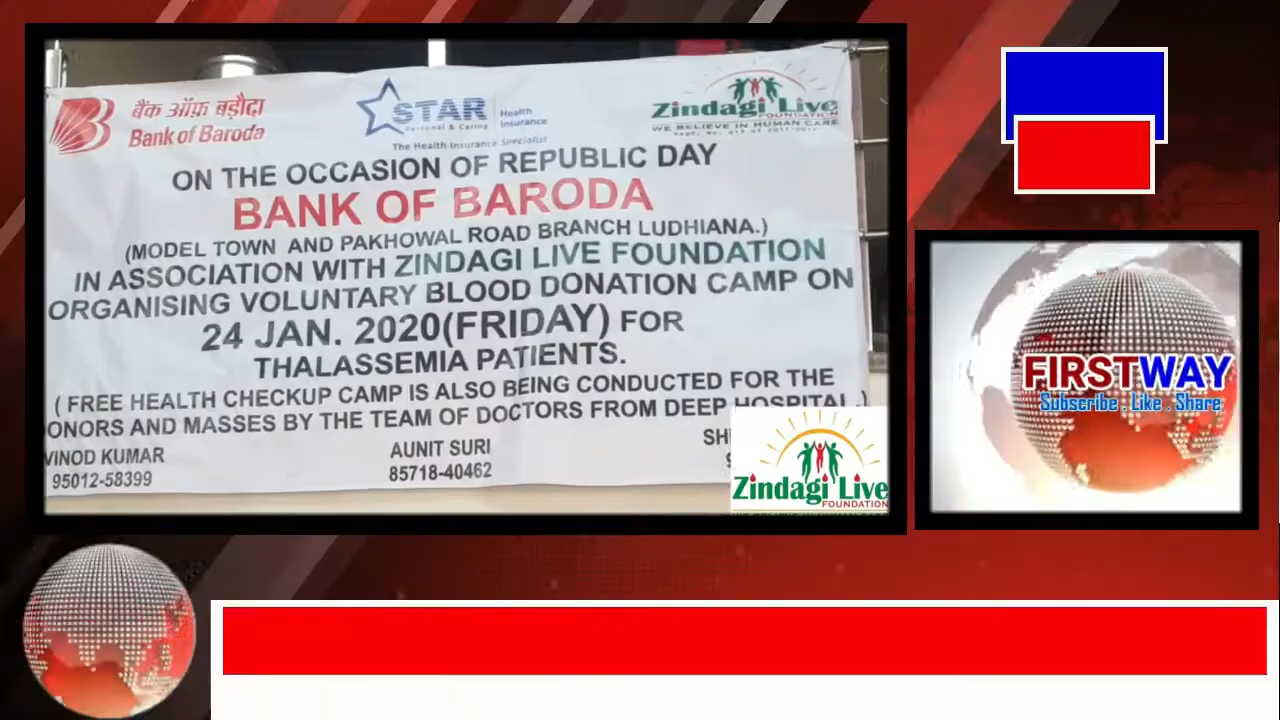 बैंक ऑफ़ बड़ौदा
Bank of Baroda
STAR Health Insurance
Personal & Caring
The Health Insurance Specialist
Zindagi Live
FOUNDATION
WE BELIEVE IN HUMAN CARE
ON THE OCCASION OF REPUBLIC DAY
BANK OF BARODA
(MODEL TOWN AND PAKHOWAL ROAD BRANCH LUDHIANA.)
IN ASSOCIATION WITH ZINDAGI LIVE FOUNDATION
ORGANISING VOLUNTARY BLOOD DONATION CAMP ON
24 JAN. 2020(FRIDAY) FOR
THALASSEMIA PATIENTS.
( FREE HEALTH CHECKUP CAMP IS ALSO BEING CONDUCTED FOR THE
ONORS AND MASSES BY THE TEAM OF DOCTORS FROM DEEP HOSPITAL.)
VINOD KUMAR
95012-58399
AUNIT SURI
85718-40462
SH
Zindagi Live
FOUNDATION
FIRSTWAY
Subscribe . Like . Share